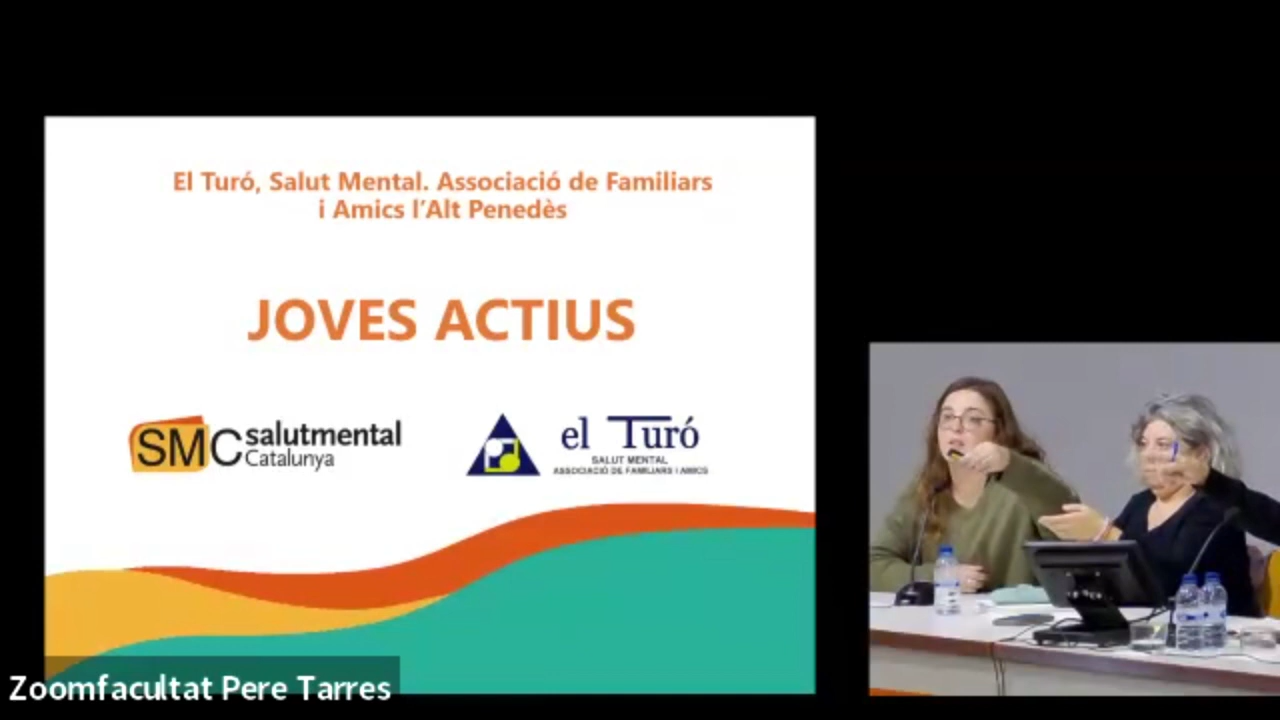 El Turó, Salut Mental. Associació de Familiars
i Amics l'Alt Penedès
JOVES ACTIUS
SMC salutmental
Catalunya
el Turó
SALUT MENTAL
ASSOCIACIÓ DE FAMILIARS I AMICS
Zoomfacultat Pere Tarres